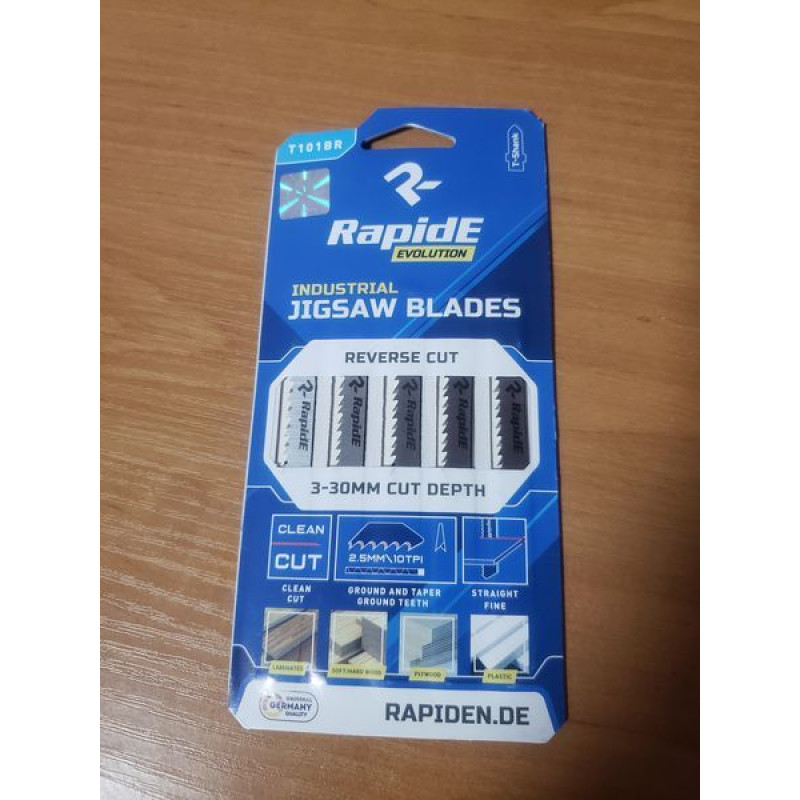 T101BR
T-Shank
RapidE
EVOLUTION
INDUSTRIAL
JIGSAW BLADES
REVERSE CUT
RapidE RapidE RapidE RapidE RapidE
3-30MM CUT DEPTH
CLEAN
CUT
2.5MM\10TPI
CLEAN
CUT
GROUND AND TAPER
GROUND TEETH
STRAIGHT
FINE
LAMINATES
SOFT/HARD WOOD
PLYWOOD
PLASTIC
GERMANY
QUALITY
RAPIDEN.DE